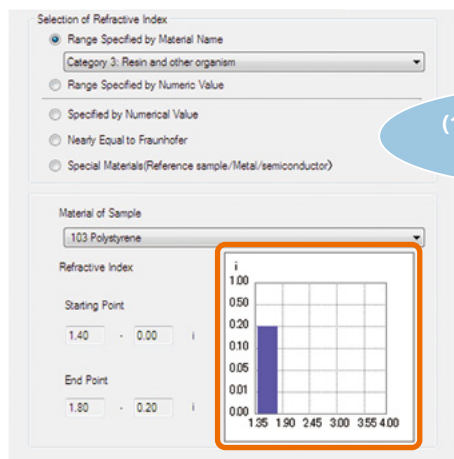 Selection of Refractive Index
Range Specified by Material Name
Category 3: Resin and other organism
Range Specified by Numeric Value
Specified by Numerical Value
Nearly Equal to Fraunhofer
Special Materials(Reference sample/Metal/semiconductor)
(1
Material of Sample
103 Polystyrene
Refractive Index
Starting Point
1.40 - 0.00 i
End Point
1.80 - 0.20 i
i
1.00
0.50
0.20
0.10
0.05
0.01
0.00
1.35 1.90 2.45 3.00 3.55 4.00